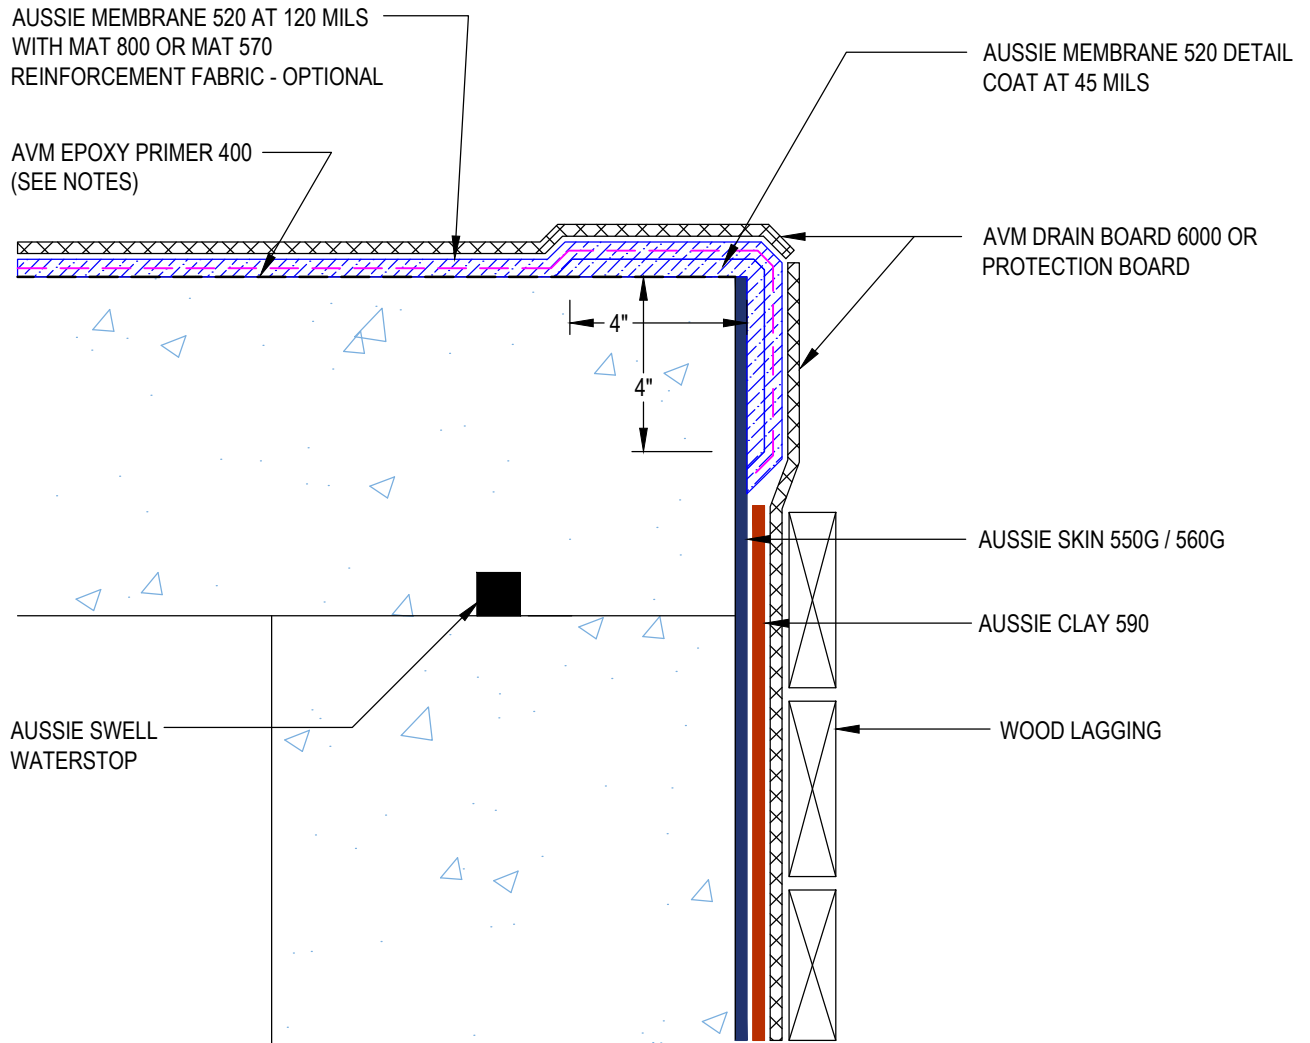 AUSSIE MEMBRANE 520 AT 120 MILS
WITH MAT 800 OR MAT 570
REINFORCEMENT FABRIC - OPTIONAL
AUSSIE MEMBRANE 520 DETAIL
COAT AT 45 MILS
AVM EPOXY PRIMER 400
(SEE NOTES)
AVM DRAIN BOARD 6000 OR
PROTECTION BOARD
4"
4"
AUSSIE SKIN 550G / 560G
AUSSIE CLAY 590
AUSSIE SWELL
WATERSTOP
WOOD LAGGING